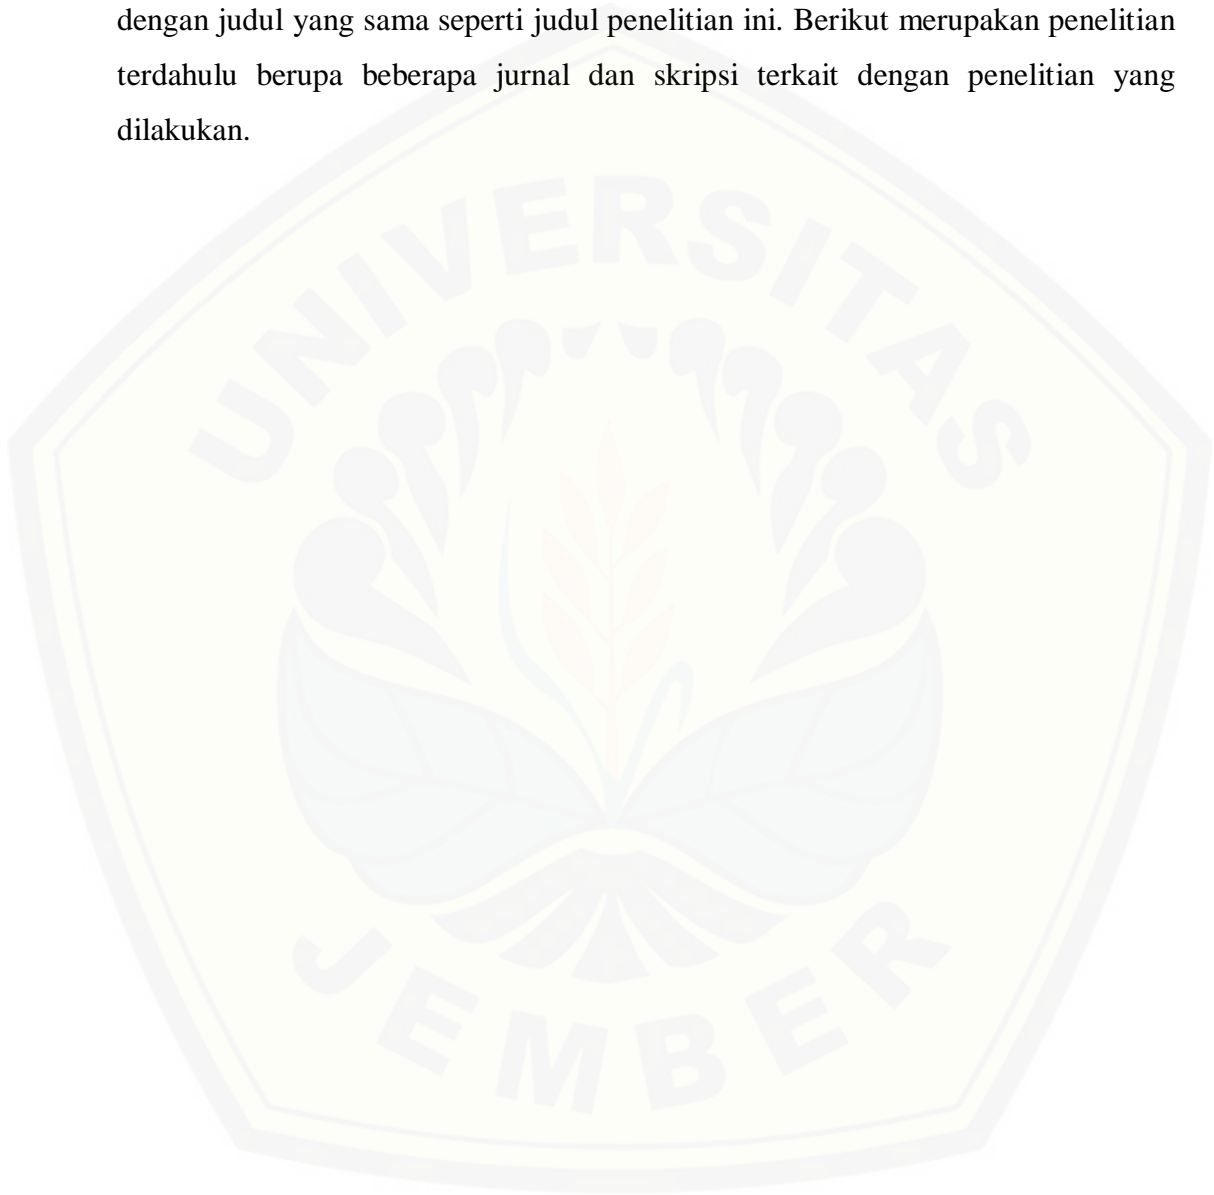 dengan judul yang sama seperti judul penelitian ini. Berikut merupakan penelitian
terdahulu berupa beberapa jurnal dan skripsi terkait dengan penelitian yang
dilakukan.
UNIVERSITAS
JEMBER